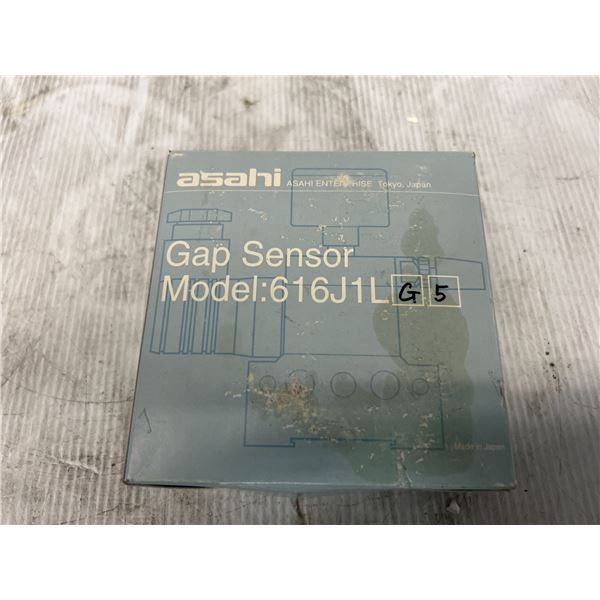 asahi ASAHI ENTERPRISE Tokyo, Japan
Gap Sensor
Model:616J1L G 5
Made in Japan